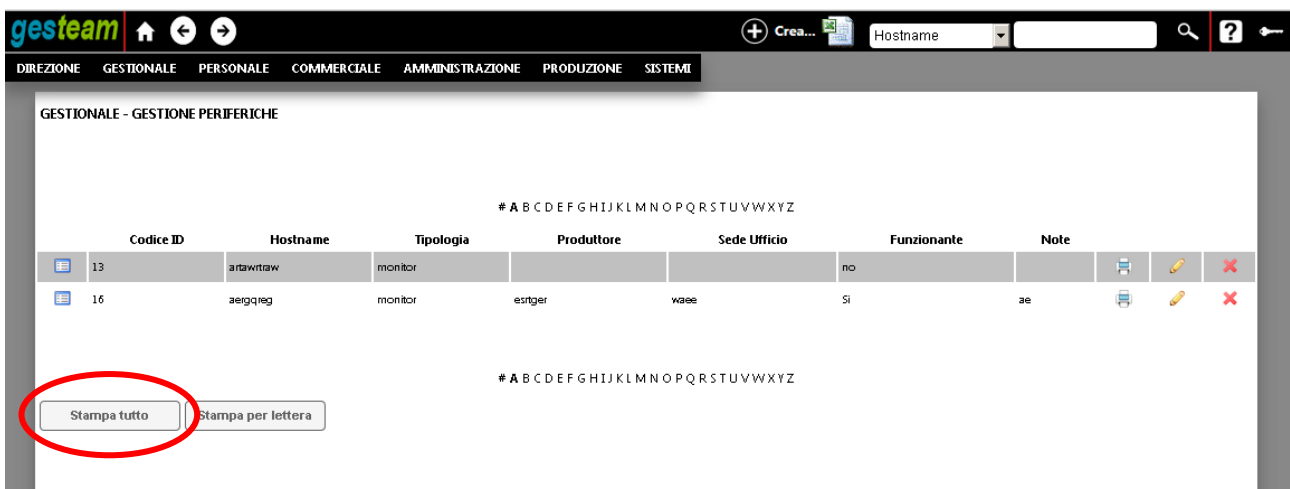 gesteam Crea... Hostname ?
DIREZIONE GESTIONALE PERSONALE COMMERCIALE AMMINISTRAZIONE PRODUZIONE SISTEMI
GESTIONALE - GESTIONE PERIFERICHE
# A B C D E F G H I J K L M N O P Q R S T U V W X Y Z
Codice ID Hostname Tipologia Produttore Sede Ufficio Funzionante Note
13 artawrtraw monitor no
16 aergqreg monitor esrtger waee Si ae
# A B C D E F G H I J K L M N O P Q R S T U V W X Y Z
Stampa tutto Stampa per lettera